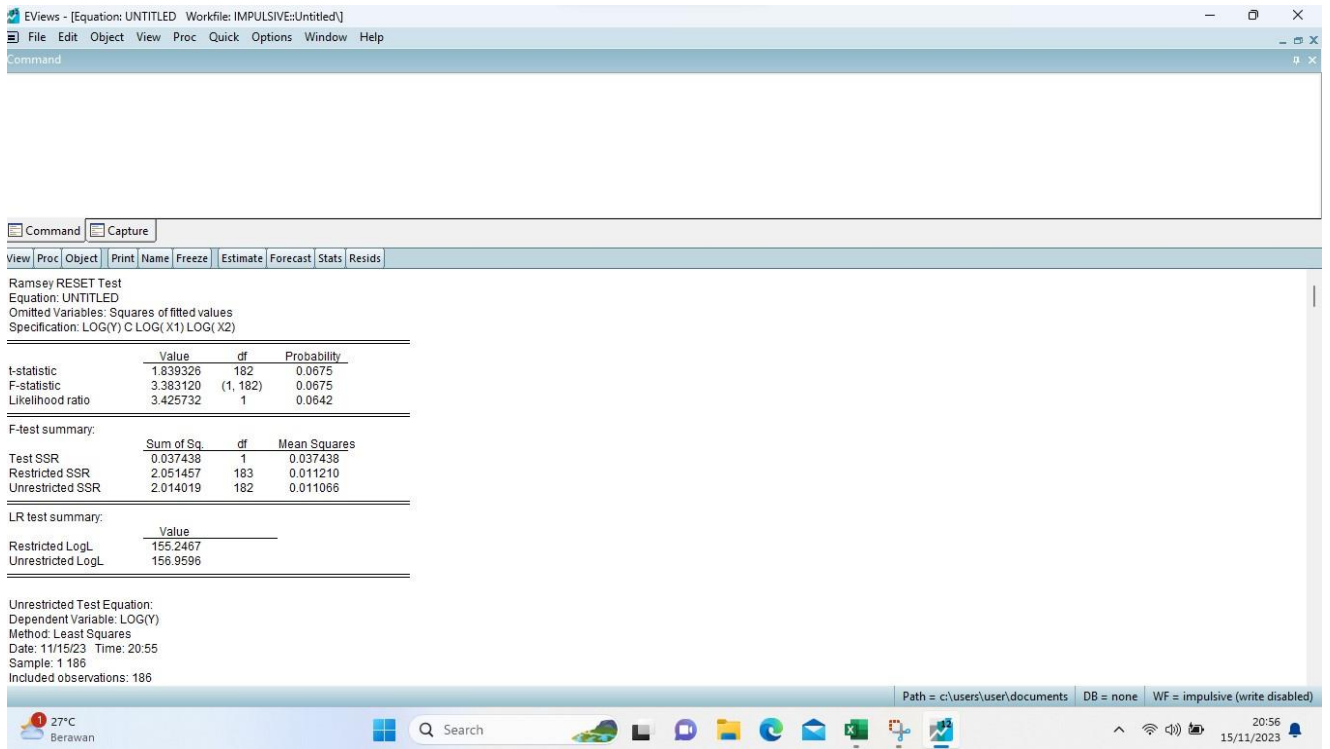 EViews - [Equation: UNTITLED Workfile: IMPULSIVE::Untitled\]
File Edit Object View Proc Quick Options Window Help
Command
Command Capture
View Proc Object Print Name Freeze Estimate Forecast Stats Resids
Ramsey RESET Test
Equation: UNTITLED
Omitted Variables: Squares of fitted values
Specification: LOG(Y) C LOG( X1) LOG( X2)
Value df Probability
t-statistic 1.839326 182 0.0675
F-statistic 3.383120 (1, 182) 0.0675
Likelihood ratio 3.425732 1 0.0642
F-test summary:
Sum of Sq. df Mean Squares
Test SSR 0.037438 1 0.037438
Restricted SSR 2.051457 183 0.011210
Unrestricted SSR 2.014019 182 0.011066
LR test summary:
Value
Restricted LogL 155.2467
Unrestricted LogL 156.9596
Unrestricted Test Equation:
Dependent Variable: LOG(Y)
Method: Least Squares
Date: 11/15/23 Time: 20:55
Sample: 1 186
Included observations: 186
Path = c:\users\user\documents DB = none WF = impulsive (write disabled)
1 27°C
Berawan
Search
20:56
15/11/2023